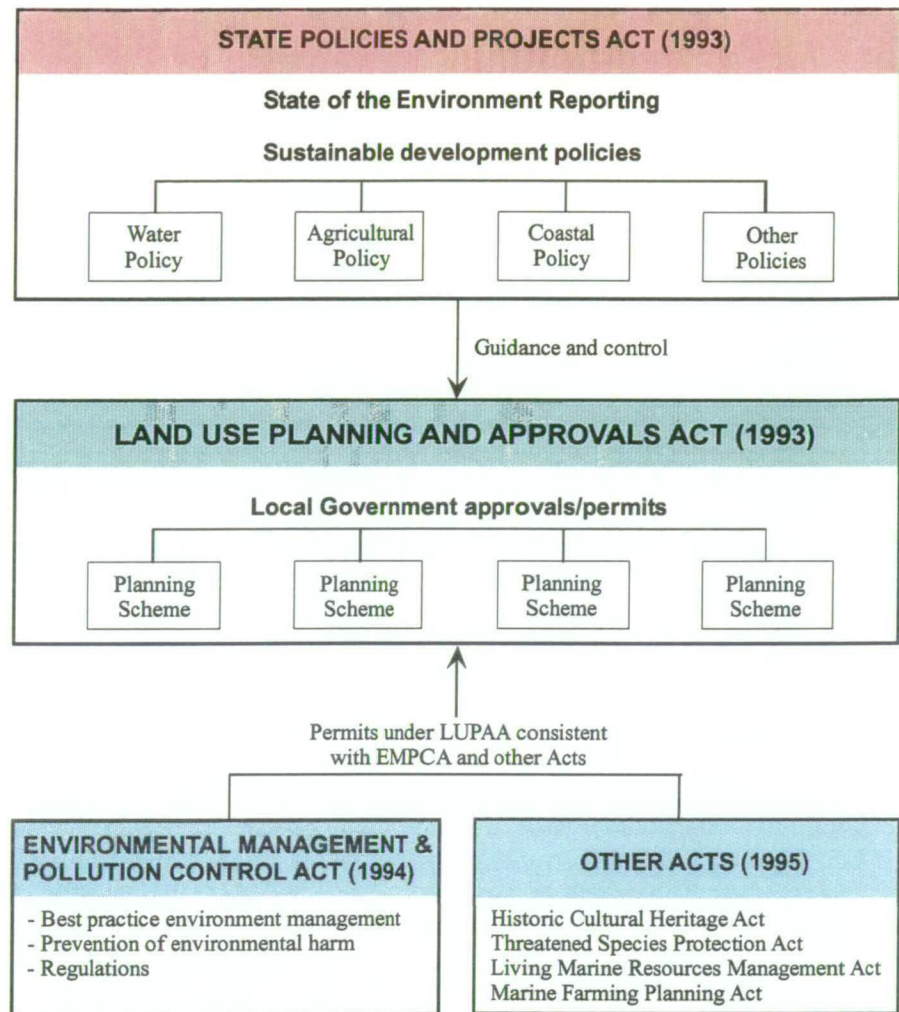 STATE POLICIES AND PROJECTS ACT (1993)
State of the Environment Reporting
Sustainable development policies
Water
Policy
Agricultural
Policy
Coastal
Policy
Other
Policies
Guidance and control
LAND USE PLANNING AND APPROVALS ACT (1993)
Local Government approvals/permits
Planning
Scheme
Planning
Scheme
Planning
Scheme
Planning
Scheme
Permits under LUPAA consistent
with EMPCA and other Acts
ENVIRONMENTAL MANAGEMENT &
POLLUTION CONTROL ACT (1994)
- Best practice environment management
- Prevention of environmental harm
- Regulations
OTHER ACTS (1995)
Historic Cultural Heritage Act
Threatened Species Protection Act
Living Marine Resources Management Act
Marine Farming Planning Act